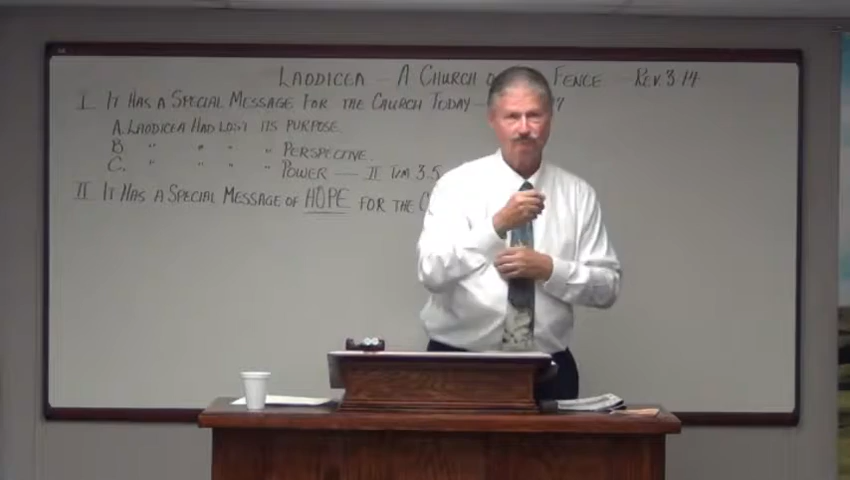 LAODICEA - A CHURCH O FENCE REV. 3:14
I IT HAS A SPECIAL MESSAGE FOR THE CHURCH TODAY -
A. LAODICEA HAD LOST ITS PURPOSE.
B " " " " PERSPECTIVE.
C. " " " " POWER - II TIM 3.5
II IT HAS A SPECIAL MESSAGE OF HOPE FOR THE C